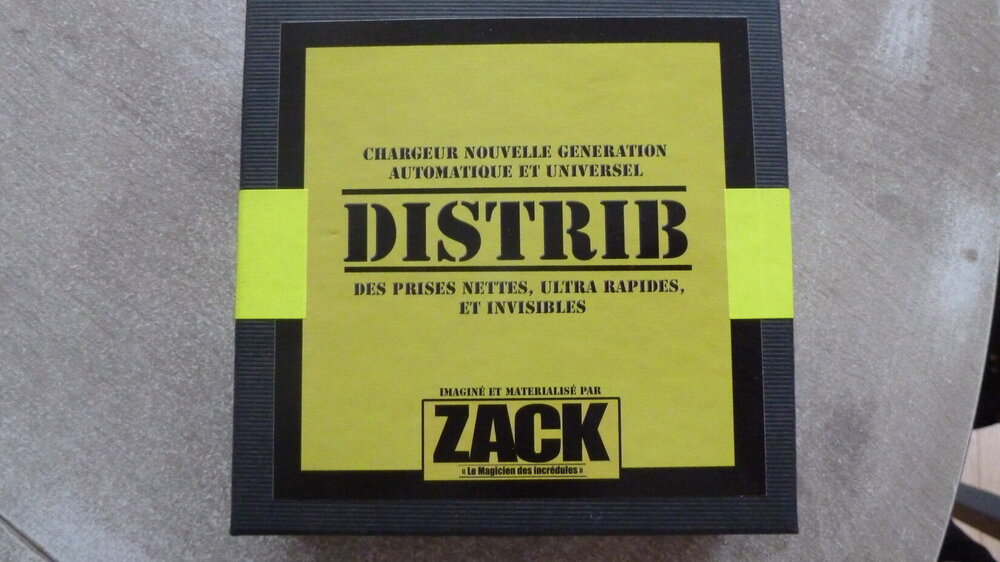 CHARGEUR NOUVELLE GENERATION
AUTOMATIQUE ET UNIVERSEL
DISTRIB
DES PRISES NETTES, ULTRA RAPIDES,
ET INVISIBLES
IMAGINÉ ET MATERIALISÉ PAR
ZACK
« Le Magicien des incrédules »